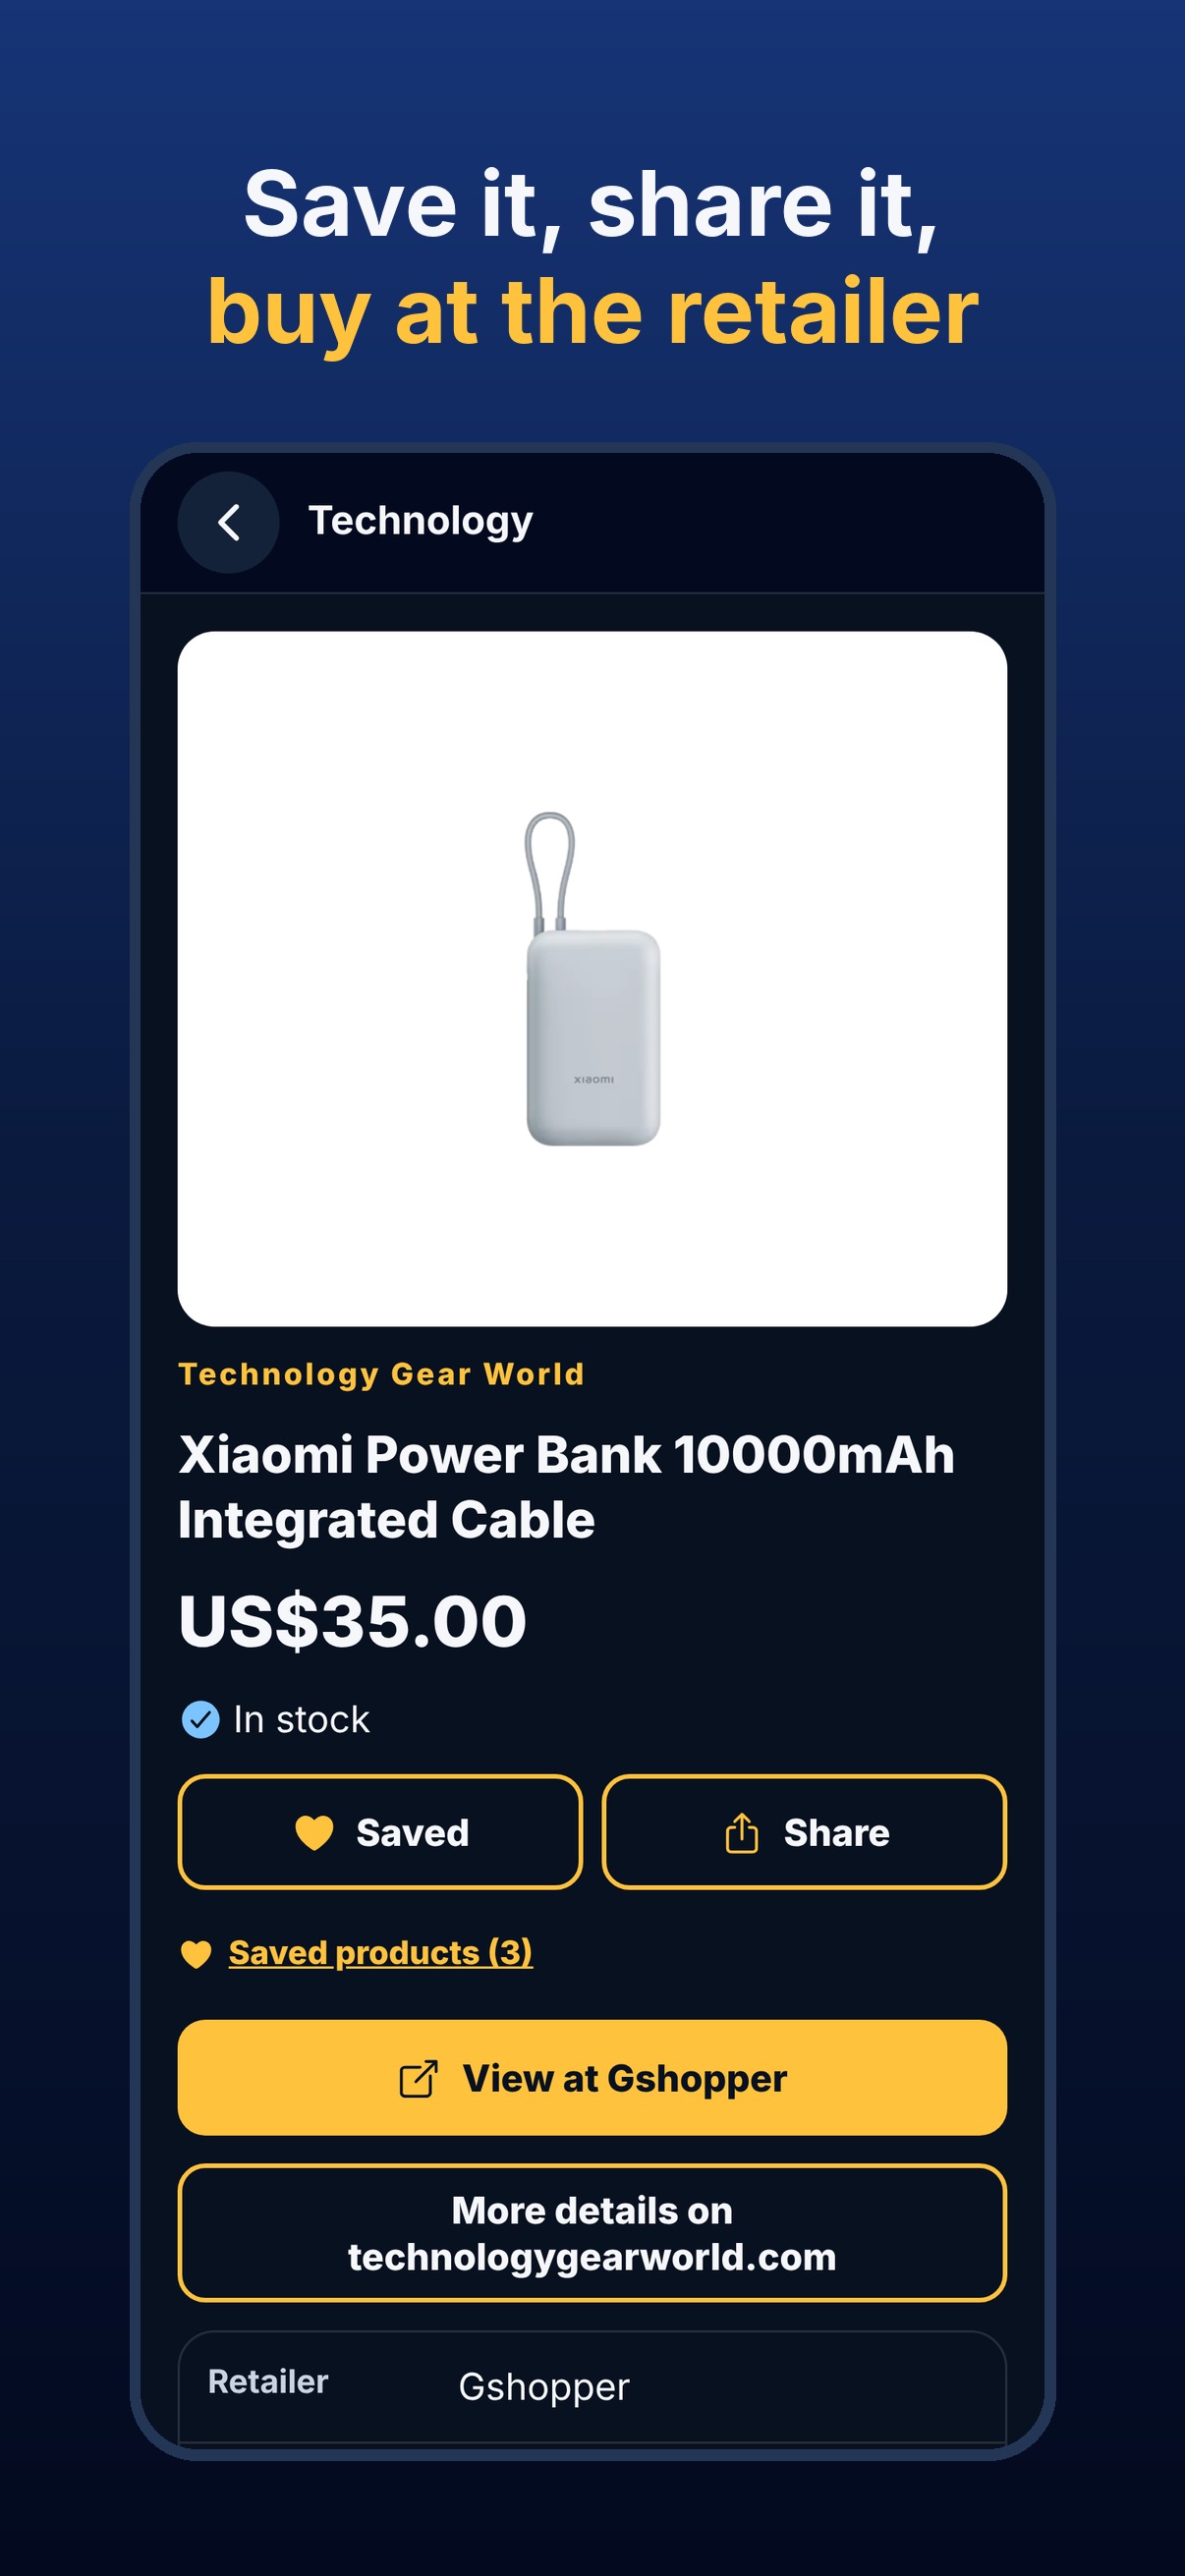 Save it, share it,
buy at the retailer
Technology
xiaomi
Technology Gear World
Xiaomi Power Bank 10000mAh
Integrated Cable
US$35.00
In stock
Saved
Share
Saved products (3)
View at Gshopper
More details on
technologygearworld.com
Retailer
Gshopper